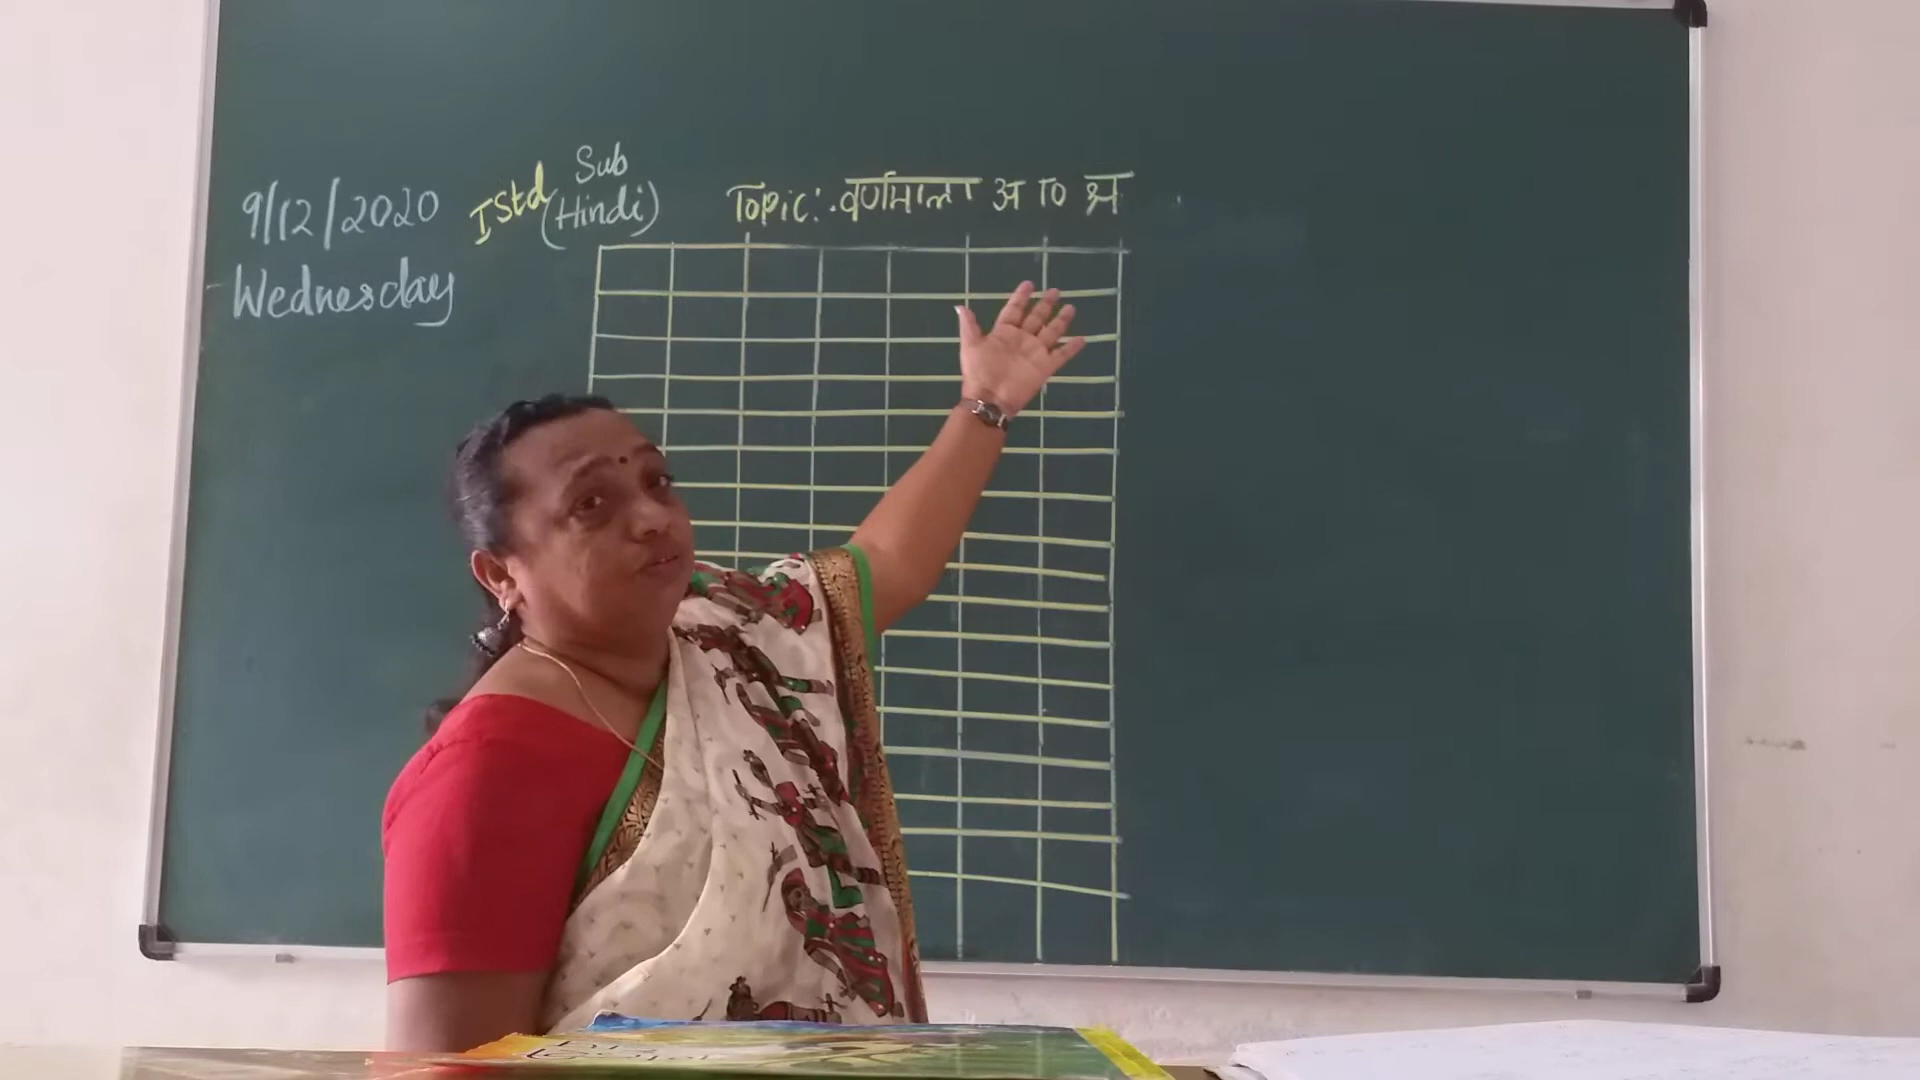 9/12/2020
Wednesday
I Std
Sub
(Hindi)
Topic: वर्णमाला अ to श्र